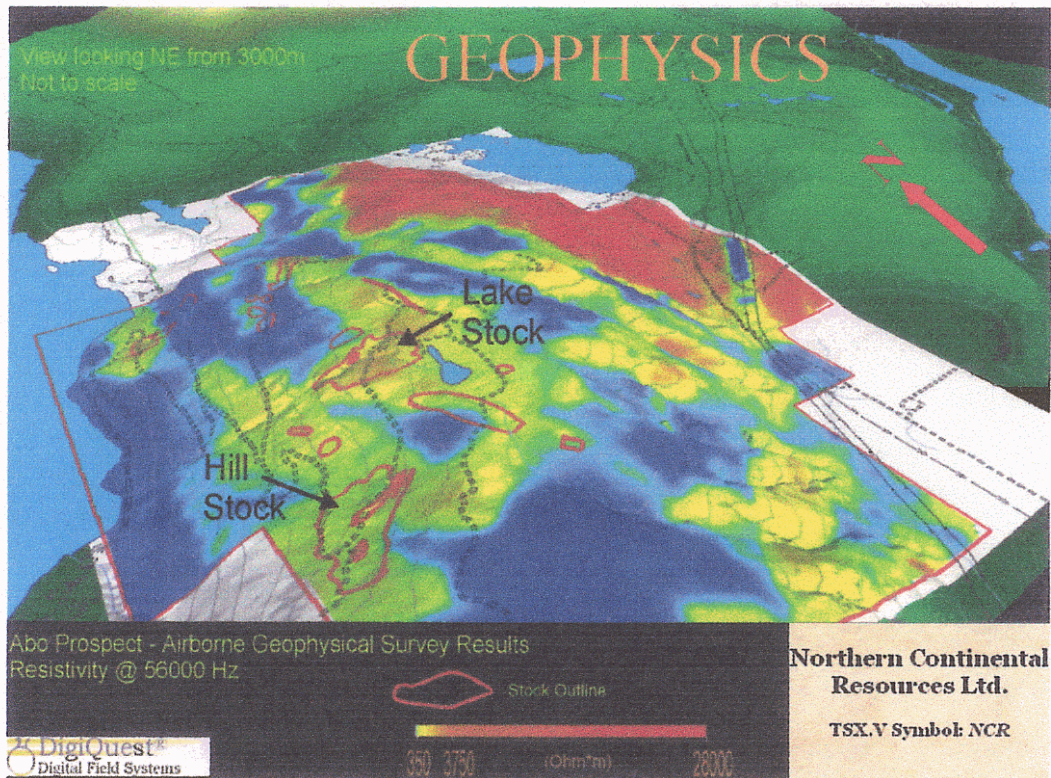 View looking NE from 3000m
Not to scale
GEOPHYSICS
N
Lake
Stock
Hill
Stock
Abo Prospect - Airborne Geophysical Survey Results
Resistivity @ 56000 Hz
Stock Outline
350 3750 (Ohm*m) 28000
DigiQuest
Digital Field Systems
Northern Continental
Resources Ltd.
TSX.V Symbol: NCR